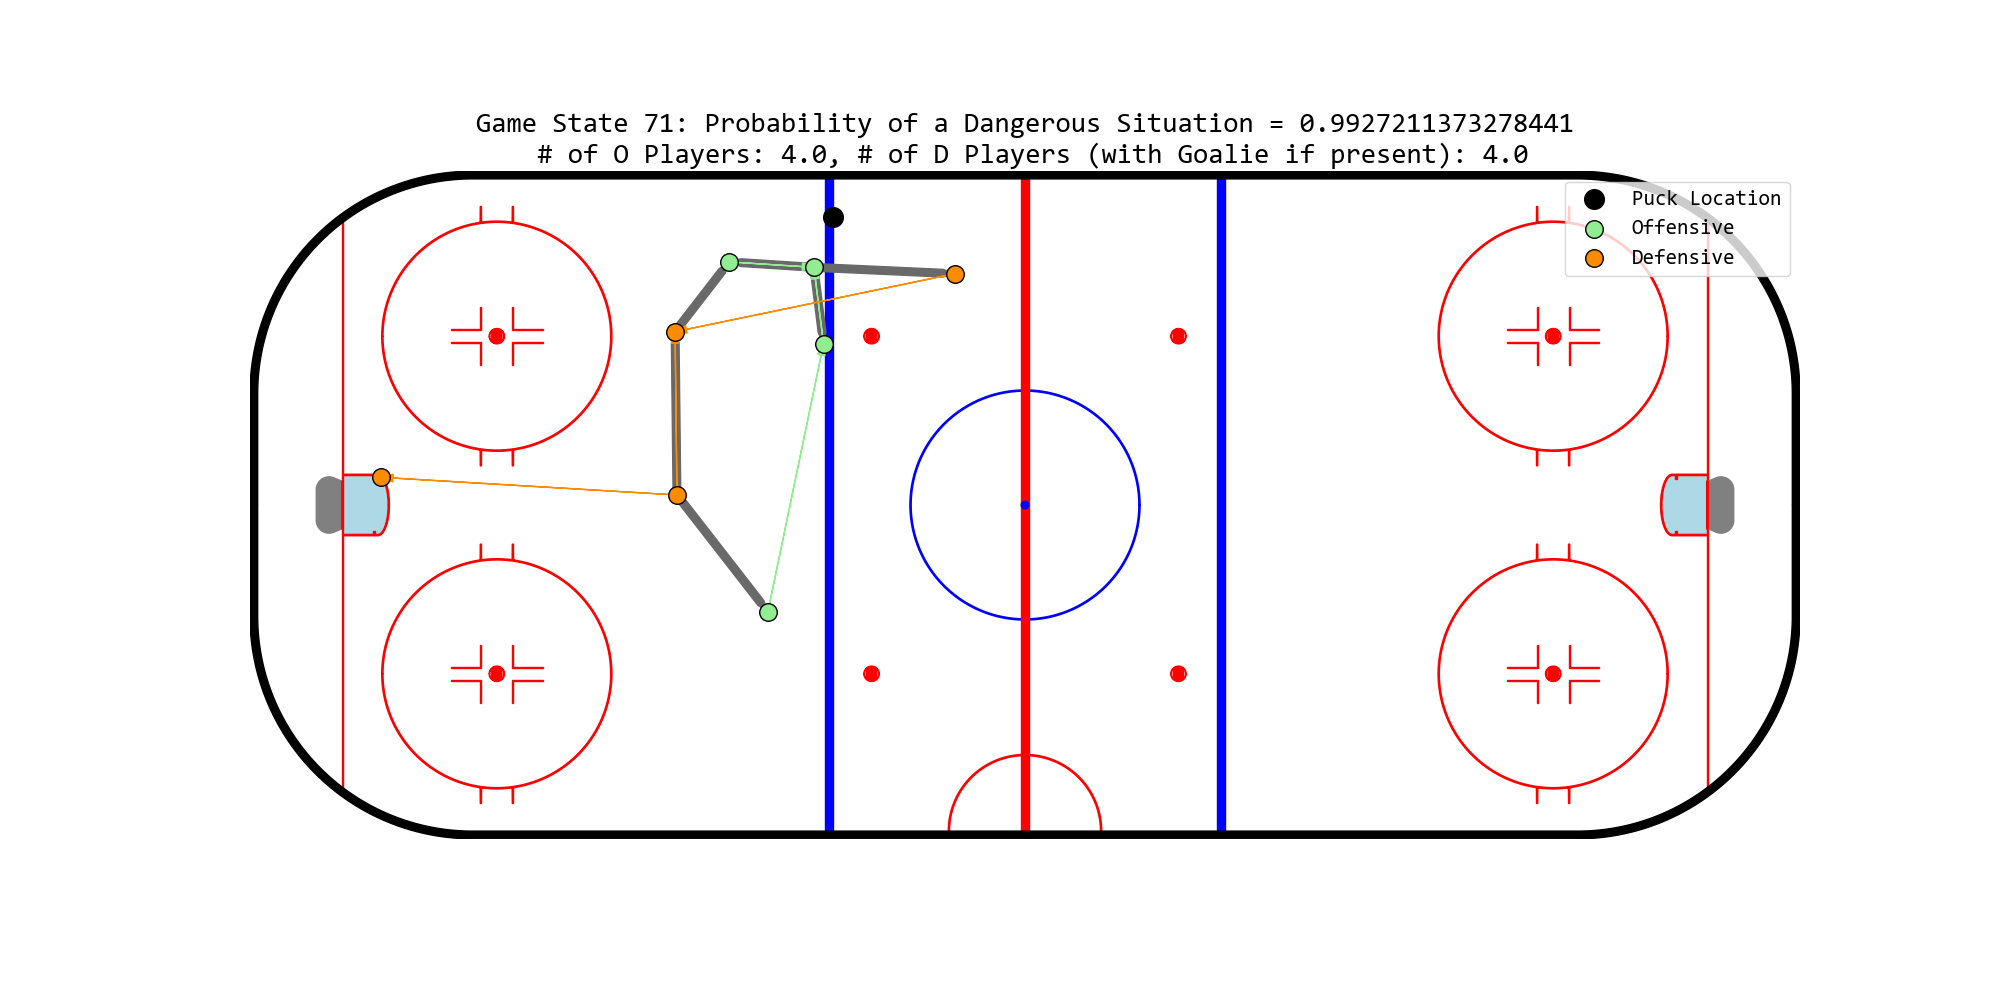 Game State 71: Probability of a Dangerous Situation = 0.9927211373278441
# of O Players: 4.0, # of D Players (with Goalie if present): 4.0
Puck Location
Offensive
Defensive